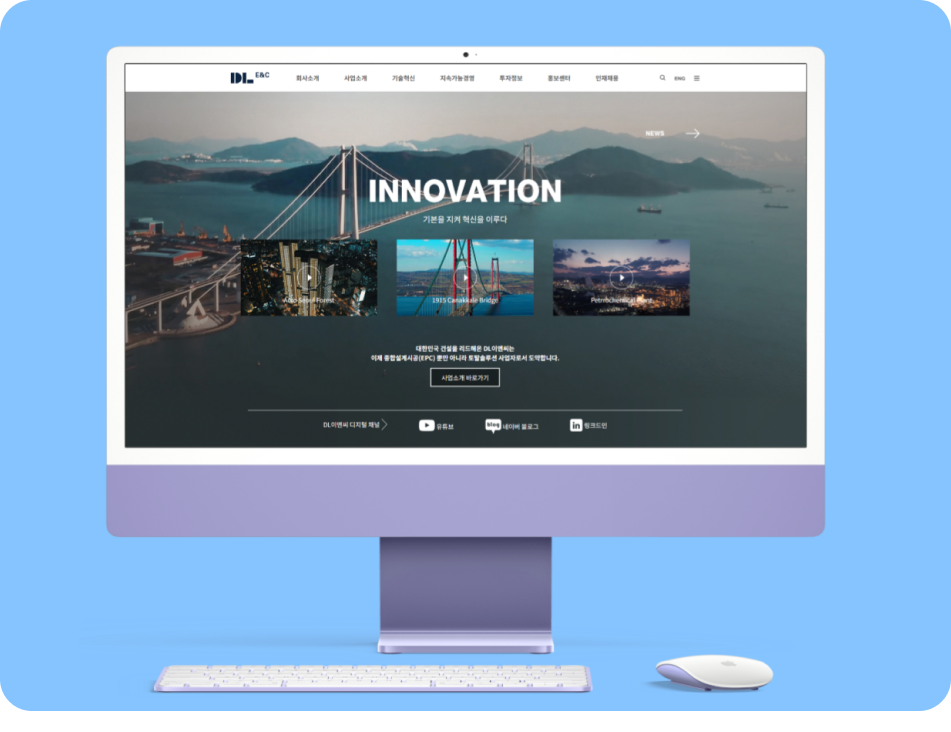 DL E&C
회사소개 사업소개 기술혁신 지속가능경영 투자정보 홍보센터 인재채용 ENG
NEWS
INNOVATION
기본을 지켜 혁신을 이루다
Acro Seoul Forest 1915 Canakkale Bridge Petrochemical Plant
대한민국 건설을 리드해온 DL이앤씨는
이제 종합설계시공(EPC) 뿐만 아니라 토탈솔루션 사업자로서 도약합니다.
사업소개 바로가기
DL이앤씨 디지털 채널 유튜브 blog 네이버 블로그 in 링크드인